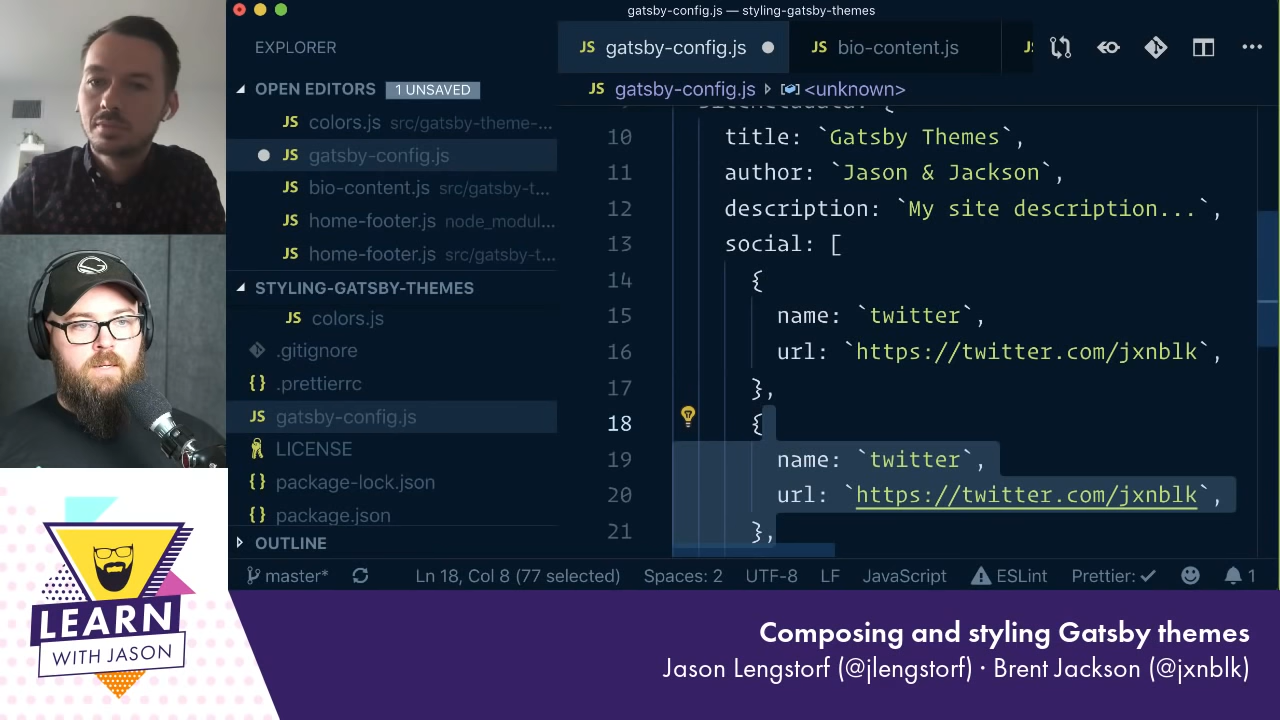 gatsby-config.js — styling-gatsby-themes
EXPLORER
OPEN EDITORS 1 UNSAVED
JS colors.js src/gatsby-theme-...
JS gatsby-config.js
JS bio-content.js src/gatsby-t...
JS home-footer.js node_modul...
JS home-footer.js src/gatsby-t...
STYLING-GATSBY-THEMES
JS colors.js
.gitignore
{} .prettierrc
JS gatsby-config.js
LICENSE
{} package-lock.json
{} package.json
OUTLINE
JS gatsby-config.js
JS bio-content.js
JS gatsby-config.js <unknown>
10 title: `Gatsby Themes`,
11 author: `Jason & Jackson`,
12 description: `My site description...`,
13 social: [
14 {
15 name: `twitter`,
16 url: `https://twitter.com/jxnblk`,
17 },
18 {
19 name: `twitter`,
20 url: `https://twitter.com/jxnblk`,
21 },
master* Ln 18, Col 8 (77 selected) Spaces: 2 UTF-8 LF JavaScript ESLint Prettier: ✓ 1
LEARN
WITH JASON
Composing and styling Gatsby themes
Jason Lengstorf (@jlengstorf) · Brent Jackson (@jxnblk)